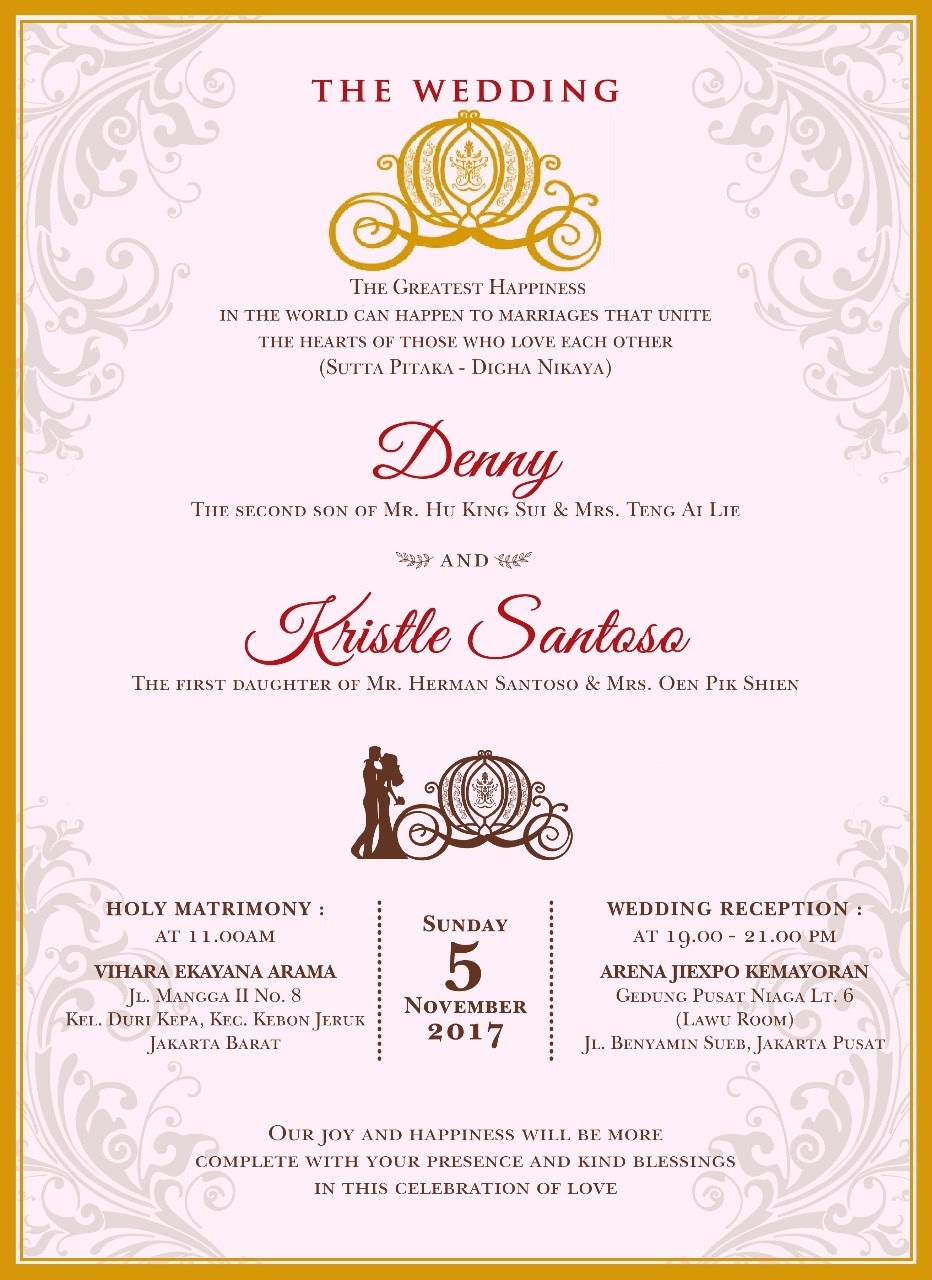 THE WEDDING
The Greatest Happiness
in the world can happen to marriages that unite
the hearts of those who love each other
(Sutta Pitaka - Digha Nikaya)
Denny
The second son of Mr. Hu King Sui & Mrs. Teng Ai Lie
AND
Kristle Santoso
The first daughter of Mr. Herman Santoso & Mrs. Oen Pik Shien
HOLY MATRIMONY :
AT 11.00AM
VIHARA EKAYANA ARAMA
Jl. Mangga II No. 8
Kel. Duri Kepa, Kec. Kebon Jeruk
Jakarta Barat
Sunday
5
November
2017
WEDDING RECEPTION :
AT 19.00 - 21.00 PM
ARENA JIEXPO KEMAYORAN
Gedung Pusat Niaga Lt. 6
(Lawu Room)
Jl. Benyamin Sueb, Jakarta Pusat
Our joy and happiness will be more
complete with your presence and kind blessings
in this celebration of love